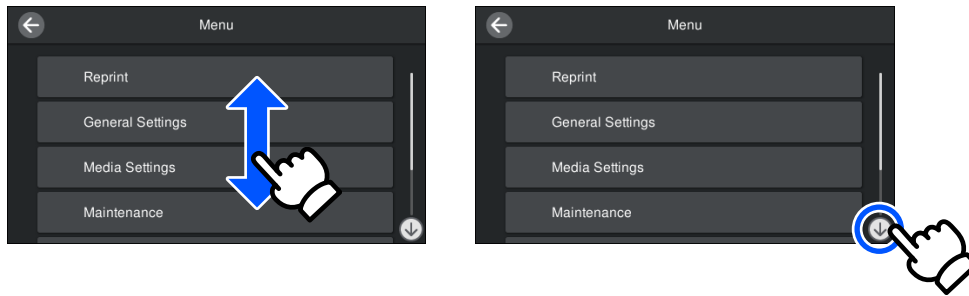 Menu
Reprint
General Settings
Media Settings
Maintenance
Menu
Reprint
General Settings
Media Settings
Maintenance